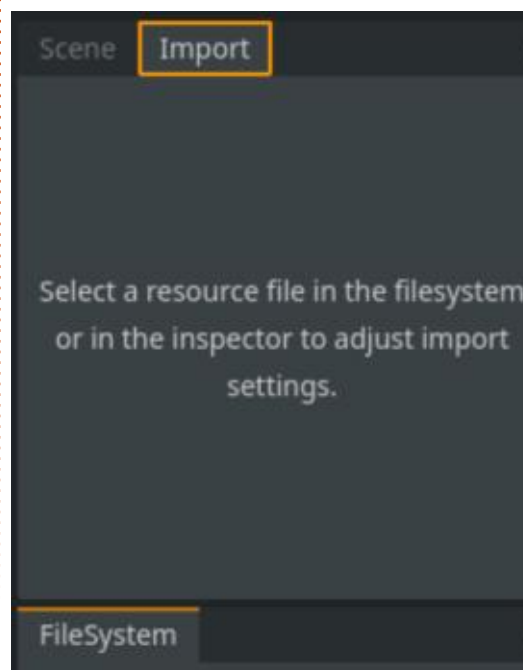 Scene Import
Select a resource file in the filesystem
or in the inspector to adjust import
settings.
FileSystem